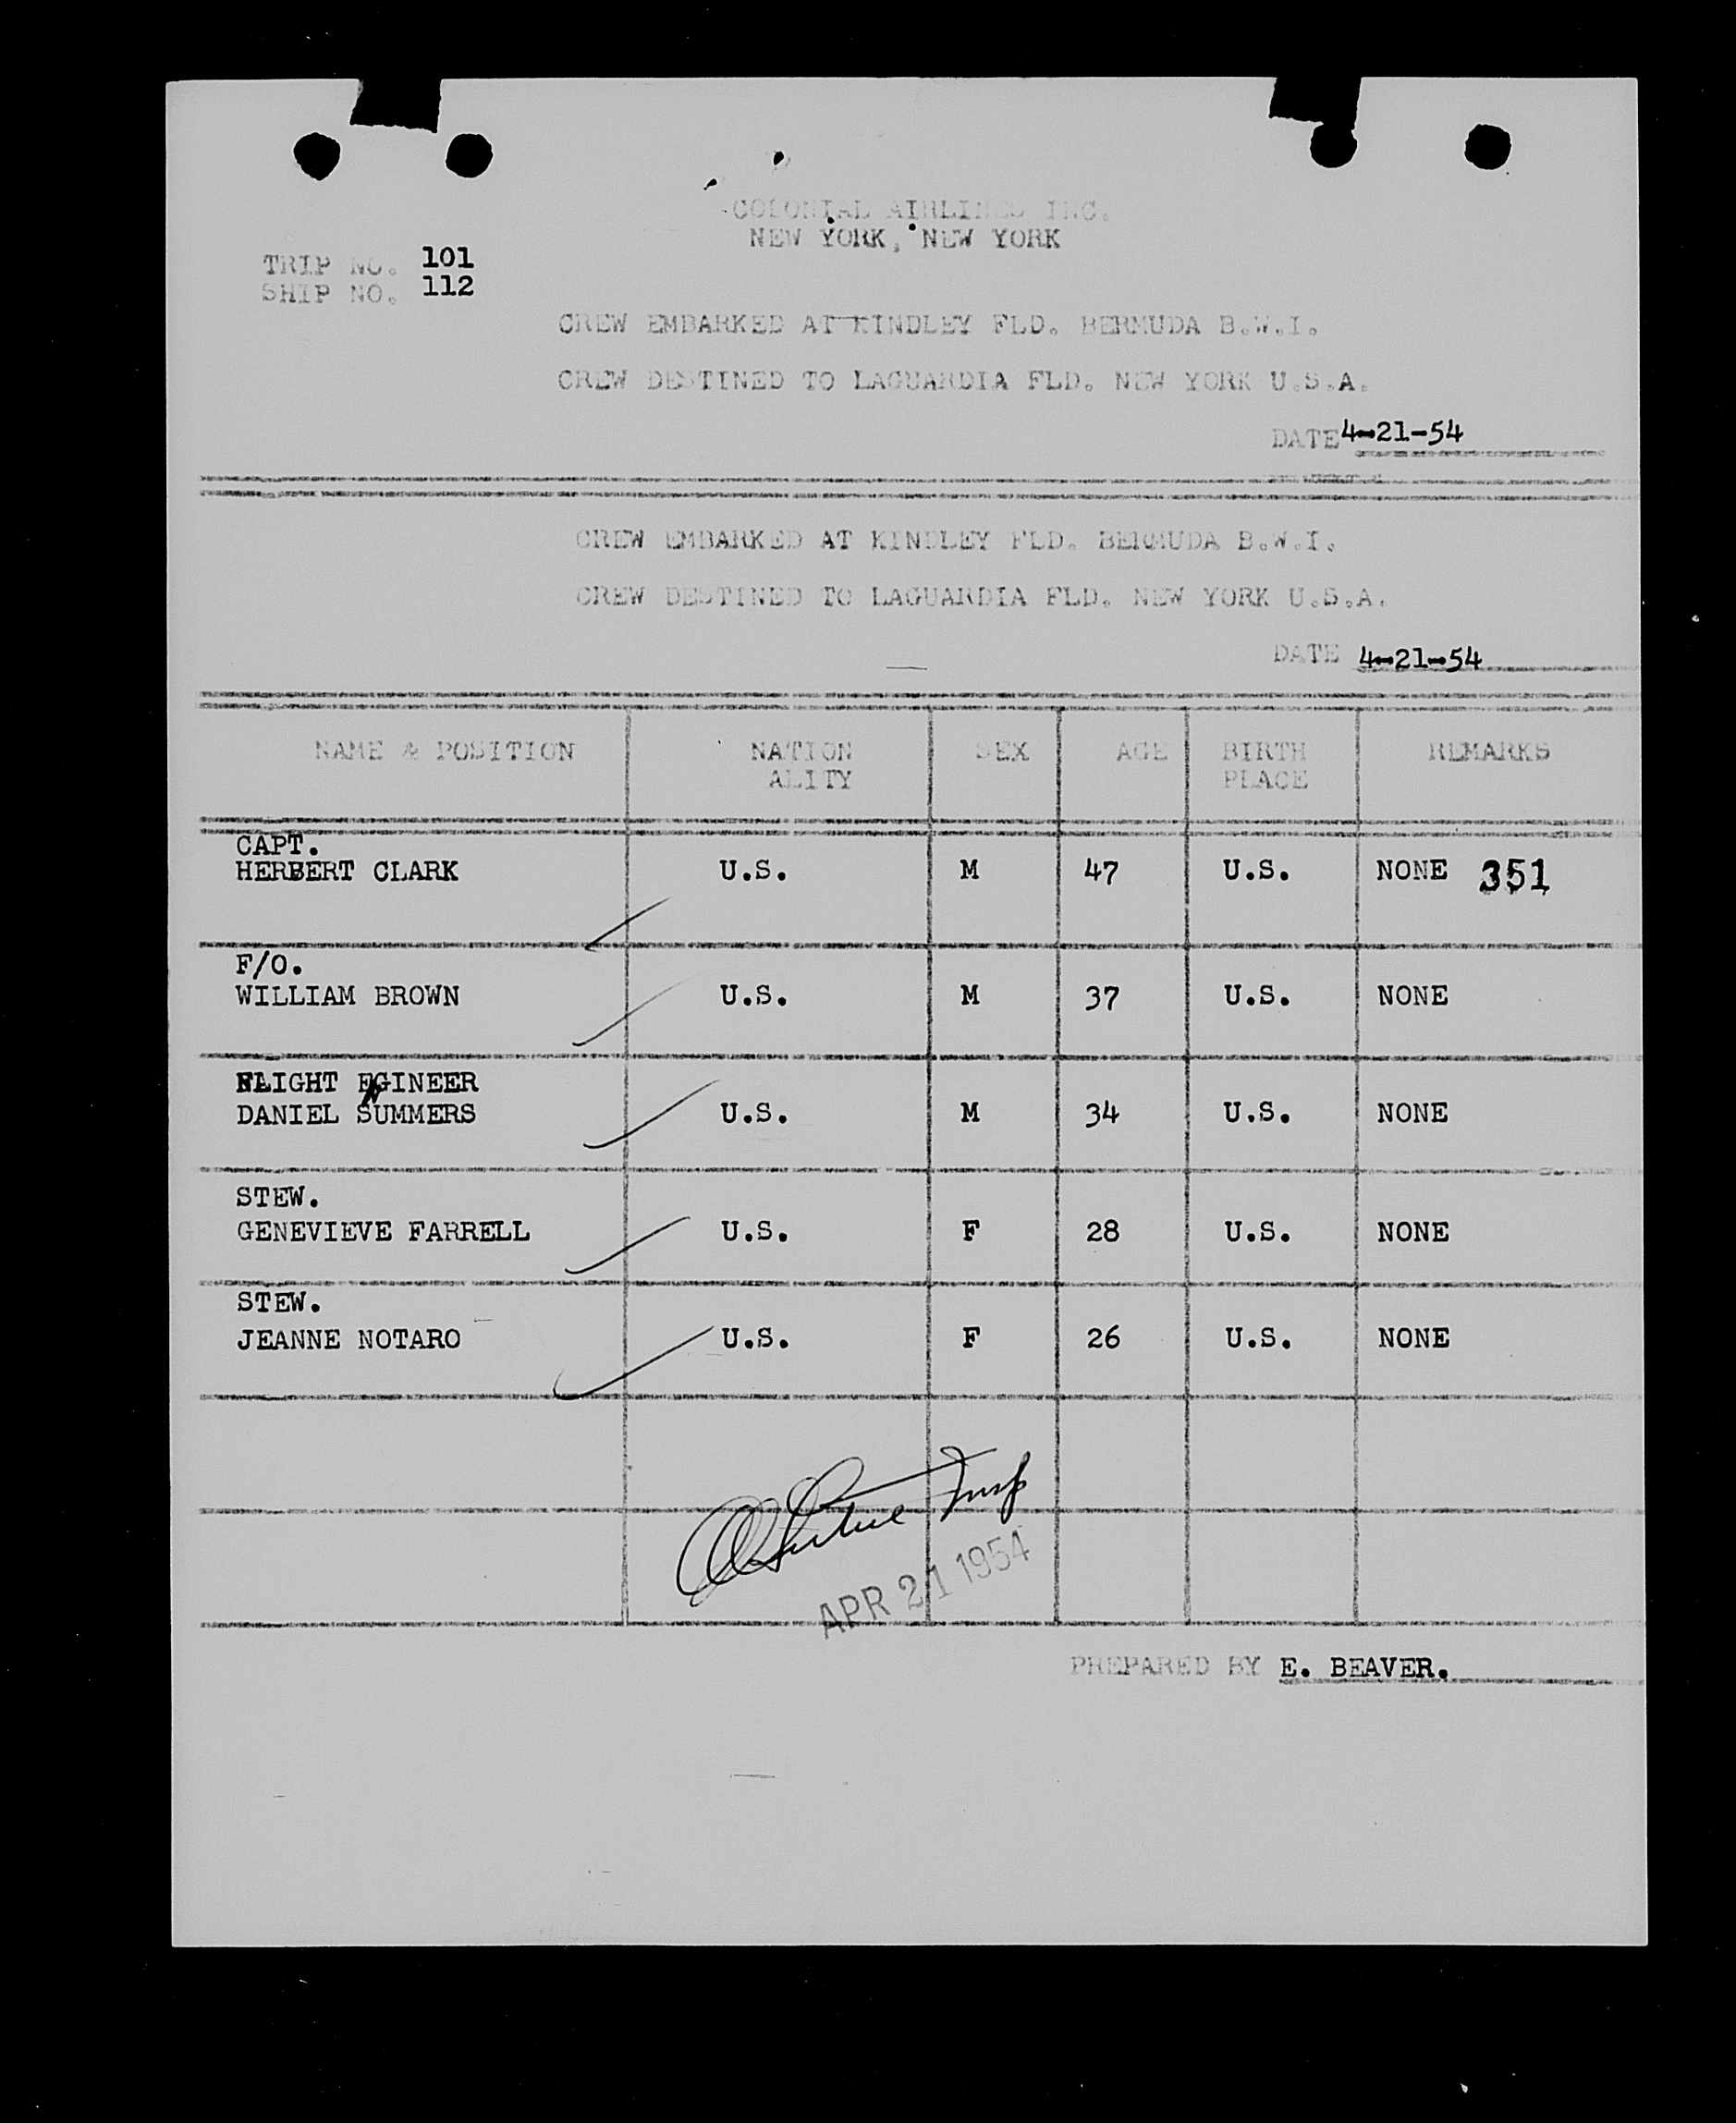 COLONIAL AIRLINES INC.
NEW YORK, NEW YORK
TRIP NO. 101
SHIP NO. 112
CREW EMBARKED AT KINDLEY FLD. BERMUDA B.W.I.
CREW DESTINED TO LAGUARDIA FLD. NEW YORK U.S.A.
DATE 4-21-54
CREW EMBARKED AT KINDLEY FLD. BERMUDA B.W.I.
CREW DESTINED TO LAGUARDIA FLD. NEW YORK U.S.A.
DATE 4-21-54
NAME & POSITION NATION SEX AGE BIRTH REMARKS
ALITY PLACE
CAPT.
HERBERT CLARK U.S. M 47 U.S. NONE 351
F/O.
WILLIAM BROWN U.S. M 37 U.S. NONE
FLIGHT EGINEER
DANIEL SUMMERS U.S. M 34 U.S. NONE
STEW.
GENEVIEVE FARRELL U.S. F 28 U.S. NONE
STEW.
JEANNE NOTARO U.S. F 26 U.S. NONE
APR 21 1954
PREPARED BY E. BEAVER.